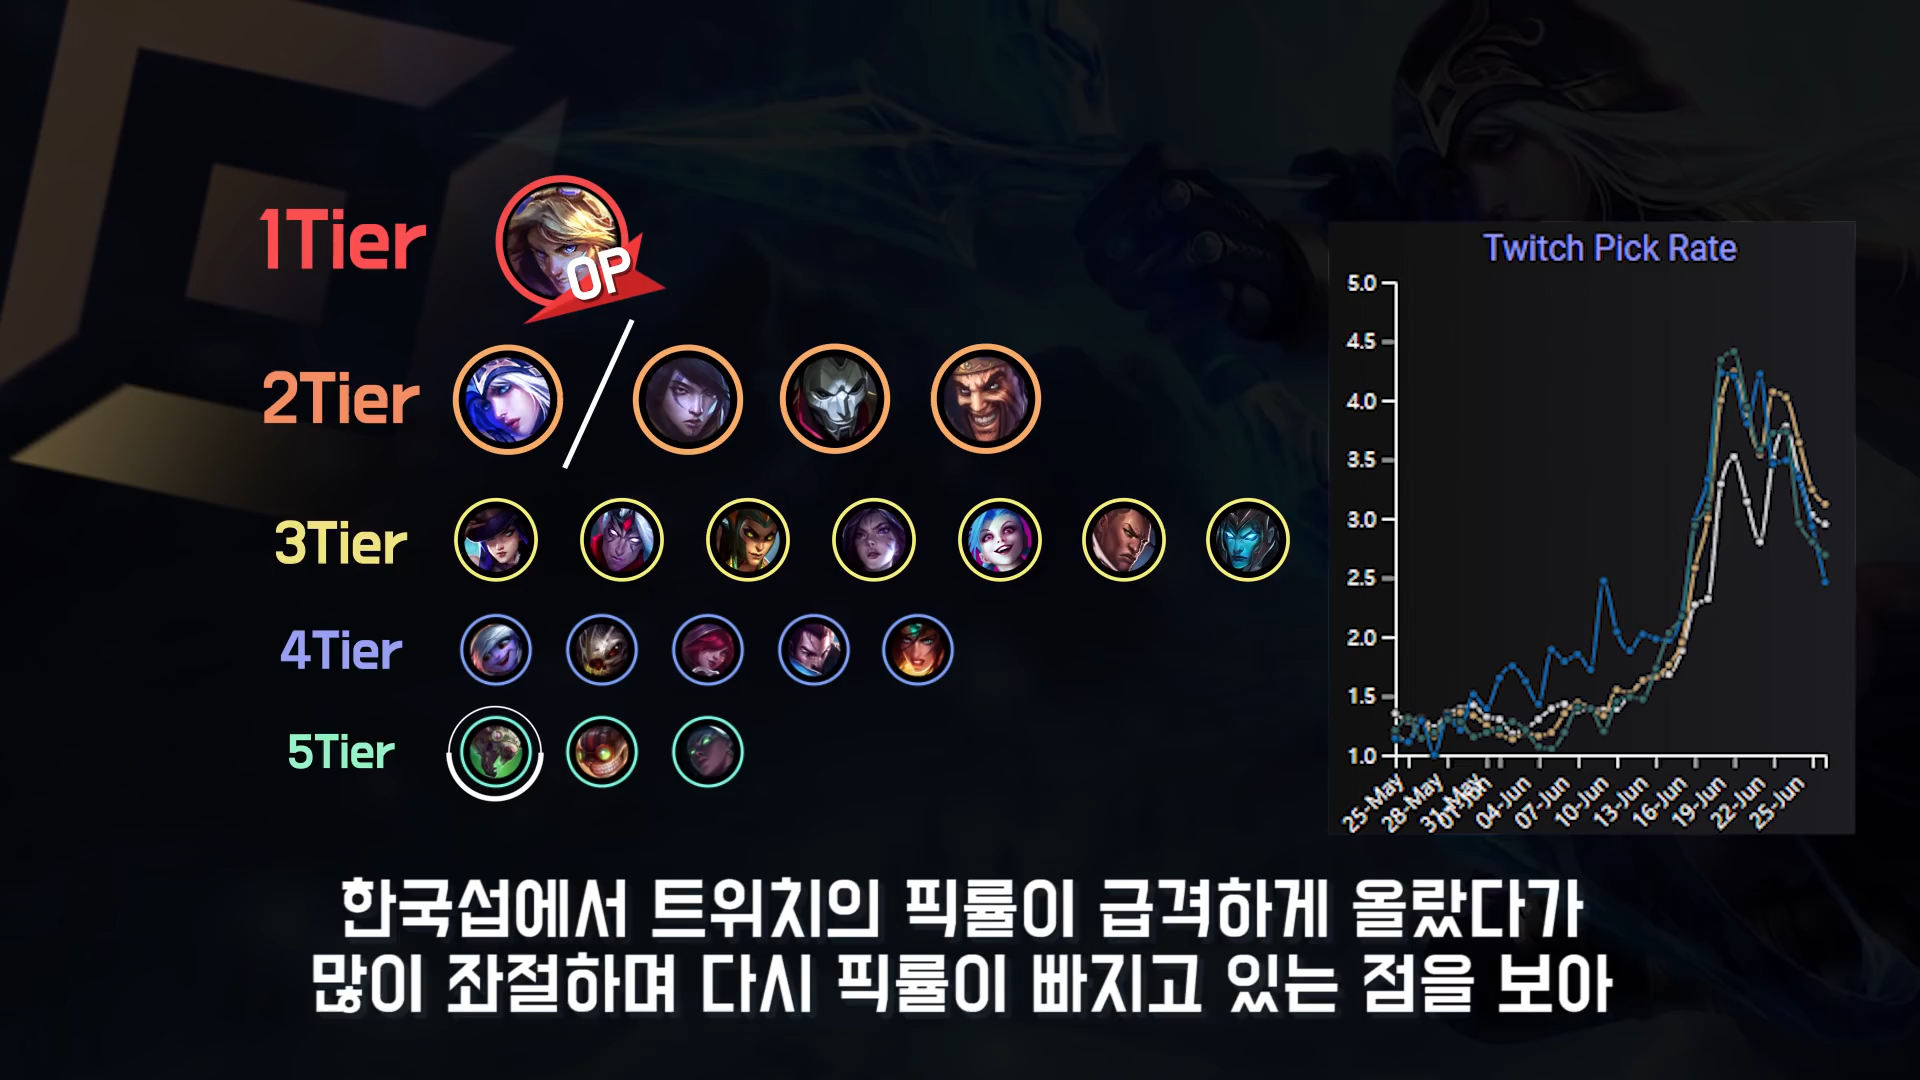 1Tier
OP
2Tier
3Tier
4Tier
5Tier
Twitch Pick Rate
5.0
4.5
4.0
3.5
3.0
2.5
2.0
1.5
1.0
25-May
28-May
31-May
01-Jun
04-Jun
07-Jun
10-Jun
13-Jun
16-Jun
19-Jun
22-Jun
25-Jun
한국섭에서 트위치의 픽률이 급격하게 올랐다가
많이 좌절하며 다시 픽률이 빠지고 있는 점을 보아